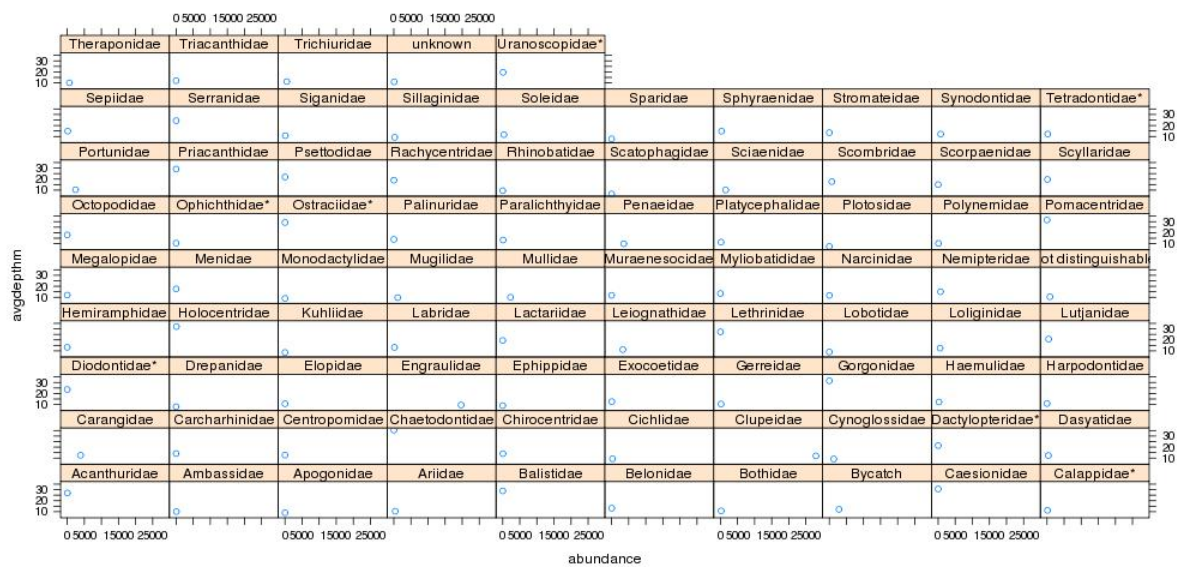 0 5000 15000 25000 0 5000 15000 25000
Theraponidae Triacanthidae Trichiuridae unknown Uranoscopidae*
30
20
10
Sepiidae Serranidae Siganidae Sillaginidae Soleidae Sparidae Sphyraenidae Stromateidae Synodontidae Tetradontidae*
30
20
10
Portunidae Priacanthidae Psettodidae Rachycentridae Rhinobatidae Scatophagidae Sciaenidae Scombridae Scorpaenidae Scyllaridae
30
20
10
Octopodidae Ophichthidae* Ostraciidae* Palinuridae Paralichthyidae Penaeidae Platycephalidae Plotosidae Polynemidae Pomacentridae
30
20
10
Megalopidae Menidae Monodactylidae Mugilidae Mullidae Muraenesocidae Myliobatididae Narcinidae Nemipteridae ot distinguishabl
30
20
10
Hemiramphidae Holocentridae Kuhliidae Labridae Lactariidae Leiognathidae Lethrinidae Lobotidae Loliginidae Lutjanidae
30
20
10
Diodontidae* Drepanidae Elopidae Engraulidae Ephippidae Exocoetidae Gerreidae Gorgonidae Haemulidae Harpodontidae
30
20
10
Carangidae Carcharhinidae Centropomidae Chaetodontidae Chirocentridae Cichlidae Clupeidae Cynoglossidae Dactylopteridae* Dasyatidae
30
20
10
Acanthuridae Ambassidae Apogonidae Ariidae Balistidae Belonidae Bothidae Bycatch Caesionidae Calappidae*
30
20
10
0 5000 15000 25000 0 5000 15000 25000 0 5000 15000 25000 0 5000 15000 25000 0 5000 15000 25000
abundance
avgdepthm